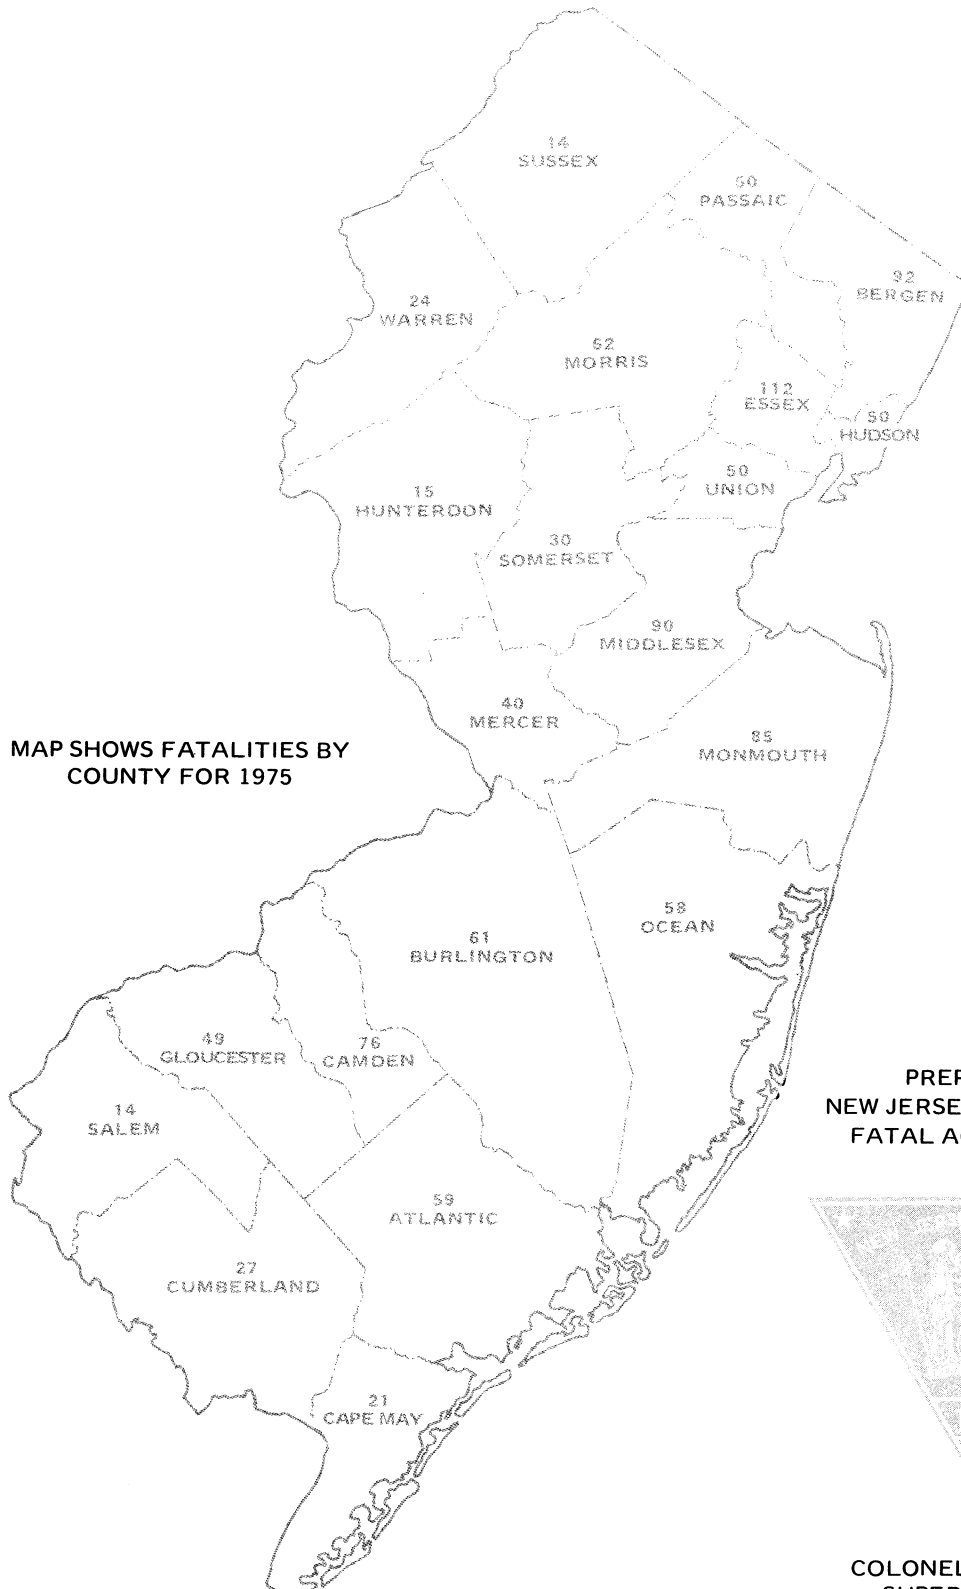 14
SUSSEX
50
PASSAIC
92
BERGEN
24
WARREN
52
MORRIS
112
ESSEX
50
HUDSON
15
HUNTERDON
50
UNION
30
SOMERSET
90
MIDDLESEX
40
MERCER
85
MONMOUTH
MAP SHOWS FATALITIES BY
COUNTY FOR 1975
58
OCEAN
61
BURLINGTON
49
GLOUCESTER
76
CAMDEN
14
SALEM
PREP
NEW JERSE
FATAL A
59
ATLANTIC
27
CUMBERLAND
21
CAPE MAY
COLONEL